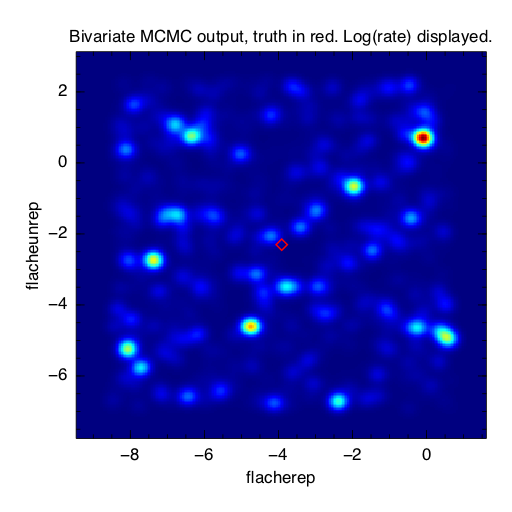 Bivariate MCMC output, truth in red. Log(rate) displayed.
2
0
−2
−4
−6
flacheunrep
−8 −6 −4 −2 0
flacherep